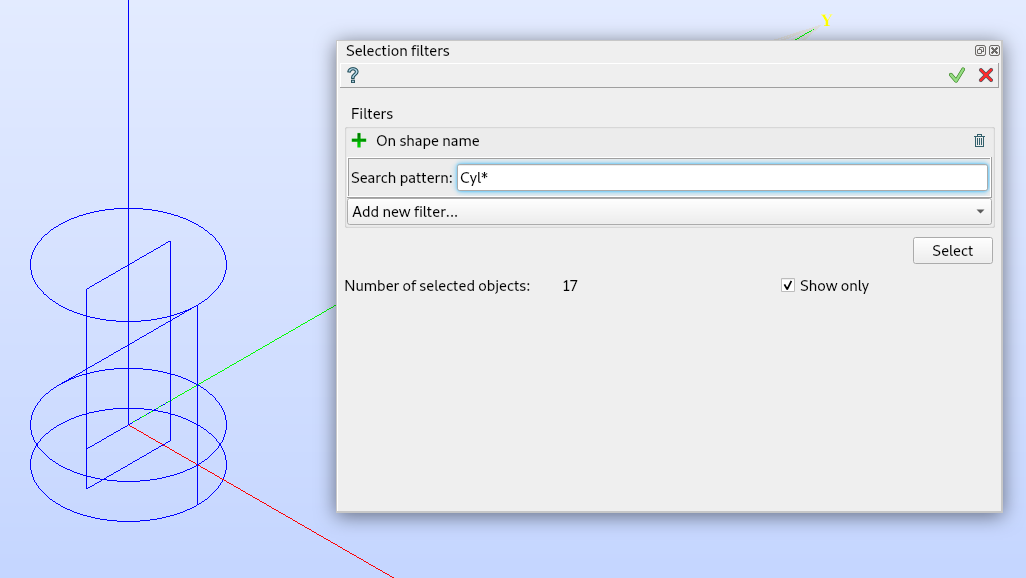 Y
Selection filters
Filters
On shape name
Search pattern: Cyl*
Add new filter...
Select
Number of selected objects: 17 Show only